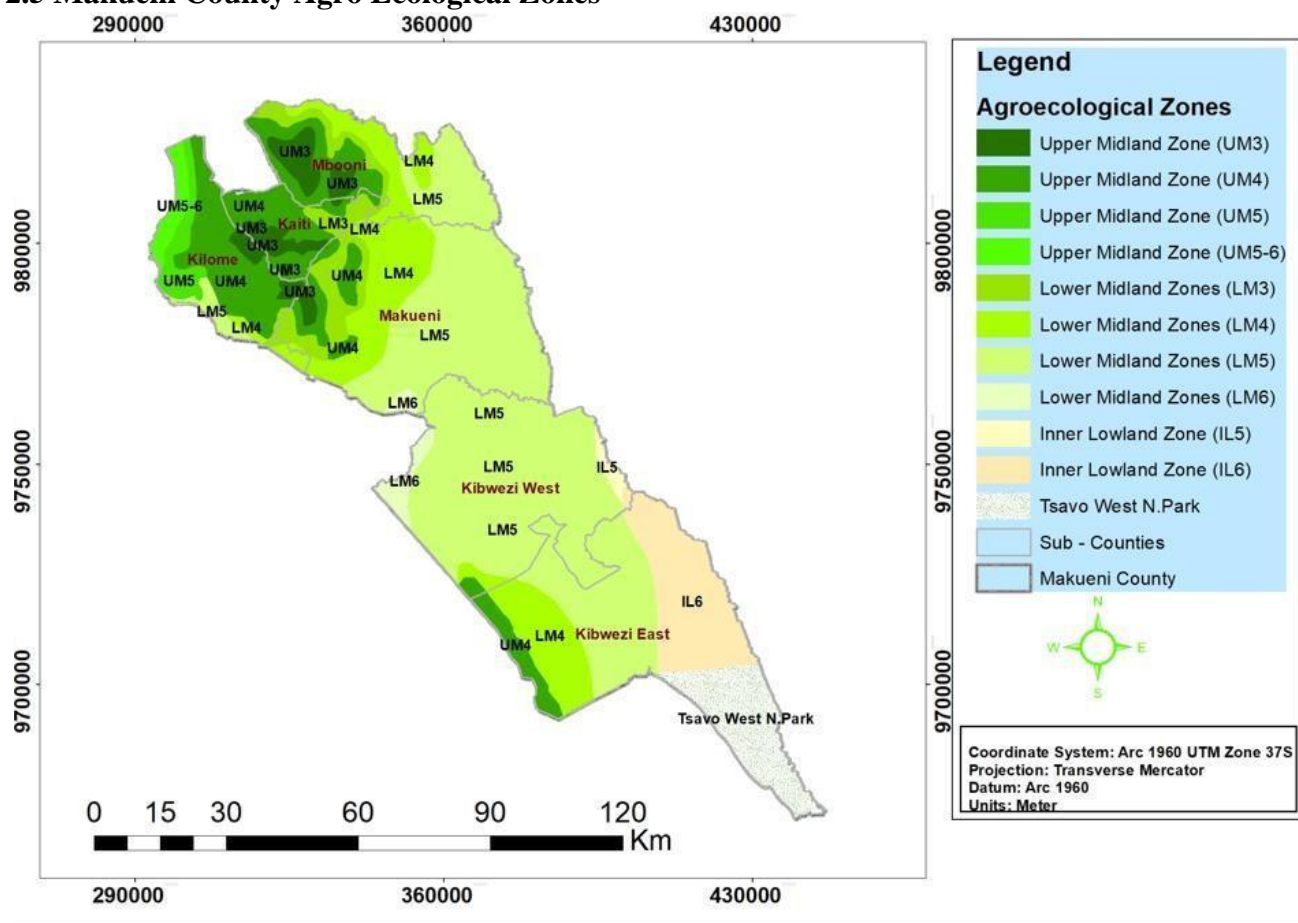 2.3 Makueni County Agro Ecological Zones
290000 360000 430000
9800000 9800000
9750000 9750000
9700000 9700000
UM3
Mbooni
LM4
UM3
LM5
UM5-6
UM4
Kaiti
LM3
LM4
UM3
UM3
Kilome
UM3
UM4
LM4
UM5
UM4
UM3
LM5
Makueni
LM4
LM5
UM4
LM6
LM5
LM5
IL5
LM6
Kibwezi West
LM5
IL6
LM4
Kibwezi East
UM4
Tsavo West N.Park
0 15 30 60 90 120
Km
290000 360000 430000
Legend
Agroecological Zones
Upper Midland Zone (UM3)
Upper Midland Zone (UM4)
Upper Midland Zone (UM5)
Upper Midland Zone (UM5-6)
Lower Midland Zones (LM3)
Lower Midland Zones (LM4)
Lower Midland Zones (LM5)
Lower Midland Zones (LM6)
Inner Lowland Zone (IL5)
Inner Lowland Zone (IL6)
Tsavo West N.Park
Sub - Counties
Makueni County
N
W E
S
Coordinate System: Arc 1960 UTM Zone 37S
Projection: Transverse Mercator
Datum: Arc 1960
Units: Meter